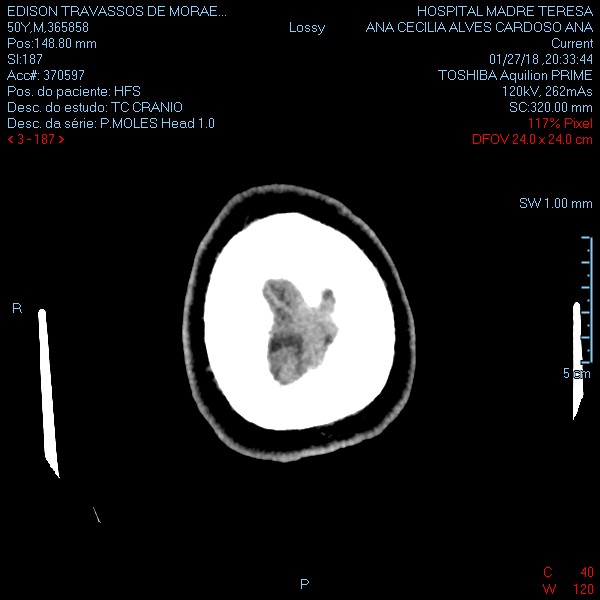 EDISON TRAVASSOS DE MORAE...
50Y,M,365858
Pos:148.80 mm
SI:187
Acc#: 370597
Pos. do paciente: HFS
Desc. do estudo: TC CRANIO
Desc. da série: P.MOLES Head 1.0
< 3 - 187 >
Lossy
HOSPITAL MADRE TERESA
ANA CECILIA ALVES CARDOSO ANA
Current
01/27/18 ,20:33:44
TOSHIBA Aquilion PRIME
120kV, 262mAs
SC:320.00 mm
117% Pixel
DFOV 24.0 x 24.0 cm
SW 1.00 mm
R
5 cm
P
C 40
W 120